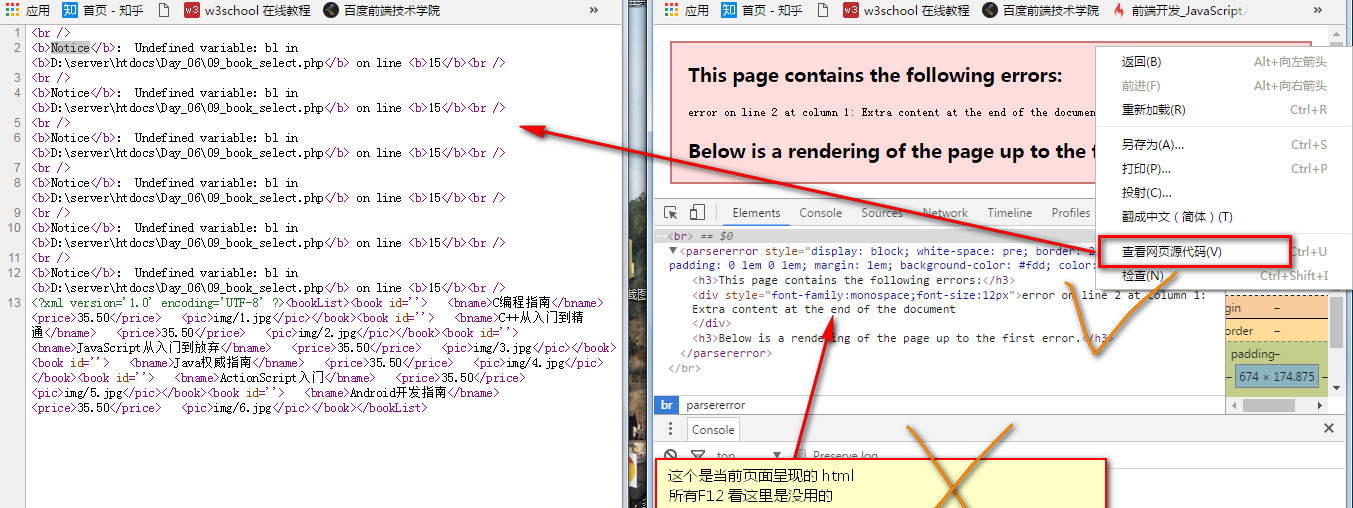 应用 知 首页 - 知乎 w3 w3school 在线教程 百度前端技术学院 »
1 <br />
2 <b>Notice</b>:  Undefined variable: bl in
<b>D:\server\htdocs\Day_06\09_book_select.php</b> on line <b>15</b><br />
3 <br />
4 <b>Notice</b>:  Undefined variable: bl in
<b>D:\server\htdocs\Day_06\09_book_select.php</b> on line <b>15</b><br />
5 <br />
6 <b>Notice</b>:  Undefined variable: bl in
<b>D:\server\htdocs\Day_06\09_book_select.php</b> on line <b>15</b><br />
7 <br />
8 <b>Notice</b>:  Undefined variable: bl in
<b>D:\server\htdocs\Day_06\09_book_select.php</b> on line <b>15</b><br />
9 <br />
10 <b>Notice</b>:  Undefined variable: bl in
<b>D:\server\htdocs\Day_06\09_book_select.php</b> on line <b>15</b><br />
11 <br />
12 <b>Notice</b>:  Undefined variable: bl in
<b>D:\server\htdocs\Day_06\09_book_select.php</b> on line <b>15</b><br />
13 <?xml version='1.0' encoding='UTF-8' ?><bookList><book id=''> <bname>C编程指南</bname>
<price>35.50</price> <pic>img/1.jpg</pic></book><book id=''> <bname>C++从入门到精
通</bname> <price>35.50</price> <pic>img/2.jpg</pic></book><book id=''>
<bname>JavaScript从入门到放弃</bname> <price>35.50</price> <pic>img/3.jpg</pic></book>
<book id=''> <bname>Java权威指南</bname> <price>35.50</price> <pic>img/4.jpg</pic>
</book><book id=''> <bname>ActionScript入门</bname> <price>35.50</price>
<pic>img/5.jpg</pic></book><book id=''> <bname>Android开发指南</bname>
<price>35.50</price> <pic>img/6.jpg</pic></book></bookList>
应用 知 首页 - 知乎 w3 w3school 在线教程 百度前端技术学院 前端开发_JavaScript »
This page contains the following errors:
error on line 2 at column 1: Extra content at the end of the documen
Below is a rendering of the page up to the f
返回(B) Alt+向左箭头
前进(F) Alt+向右箭头
重新加载(R) Ctrl+R
另存为(A)... Ctrl+S
打印(P)... Ctrl+P
投射(C)...
翻成中文（简体）(T)
查看网页源代码(V) Ctrl+U
检查(N) Ctrl+Shift+I
Elements Console Sources Network Timeline Profiles
<br> == $0
<parsererror style="display: block; white-space: pre; border: 2
padding: 0 1em 0 1em; margin: 1em; background-color: #fdd; color:
<h3>This page contains the following errors:</h3>
<div style="font-family:monospace;font-size:12px">error on line 2 at column 1:
Extra content at the end of the document
</div>
<h3>Below is a rendering of the page up to the first error.</h3>
</parsererror>
</br>
gin –
order –
padding–
– 674 × 174.875 –
br parsererror
Console
top Preserve log
这个是当前页面呈现的 html
所有F12 看这里是没用的